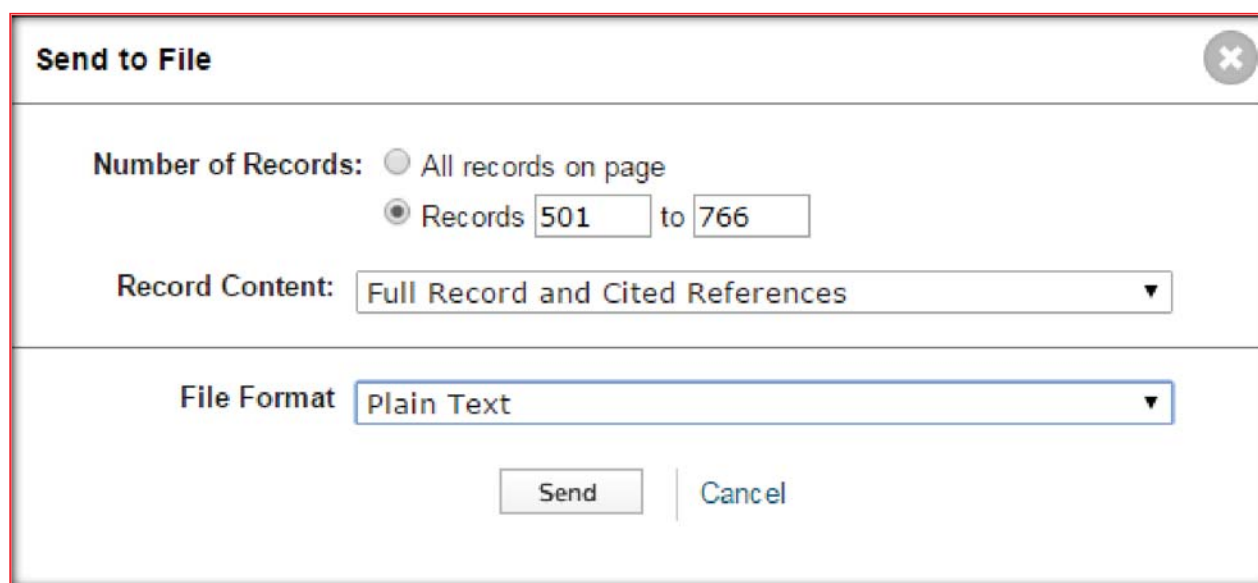 Send to File
Number of Records: All records on page
Records 501 to 766
Record Content: Full Record and Cited References
File Format Plain Text
Send Cancel